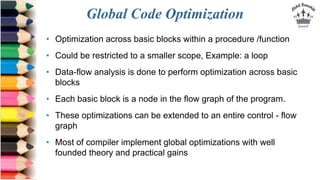 Global Code Optimization
• Optimization across basic blocks within a procedure /function
• Could be restricted to a smaller scope, Example: a loop
• Data-flow analysis is done to perform optimization across basic
blocks
• Each basic block is a node in the flow graph of the program.
• These optimizations can be extended to an entire control - flow
graph
• Most of compiler implement global optimizations with well
founded theory and practical gains